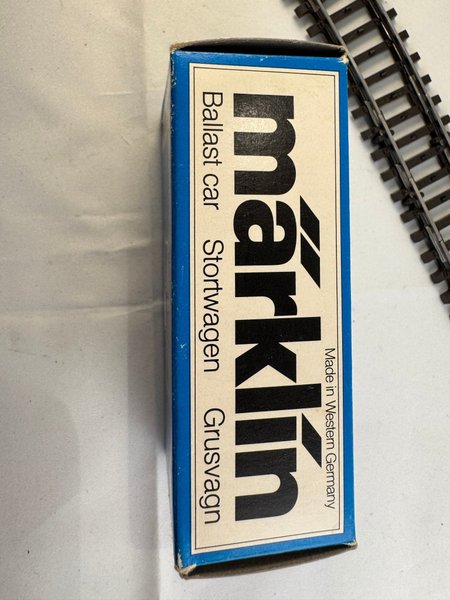 Made in Western Germany
märklin
Ballast car Stortwagen Grusvagn